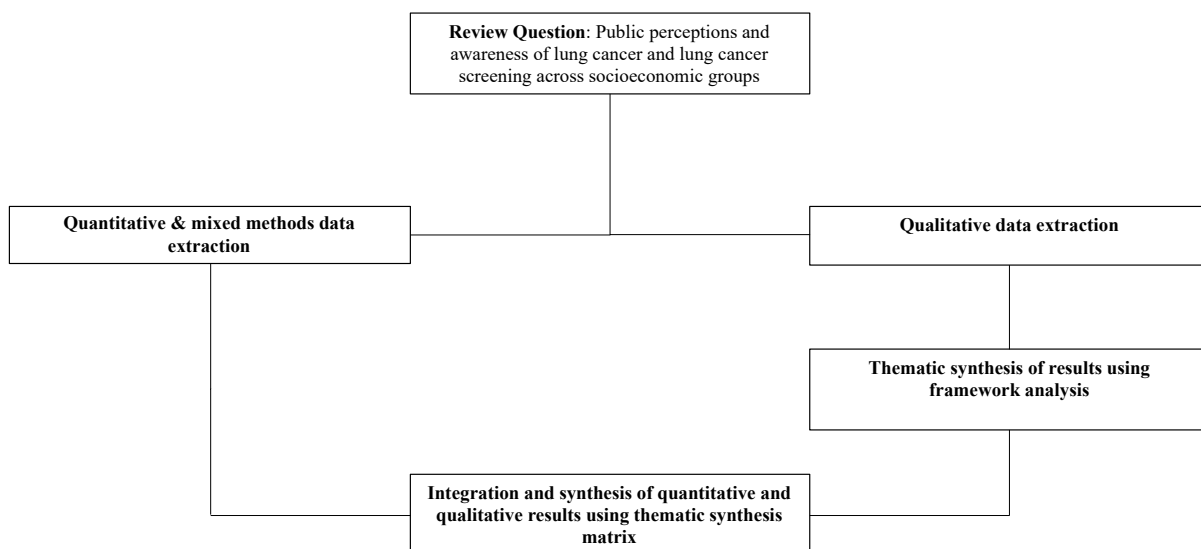 Review Question: Public perceptions and
awareness of lung cancer and lung cancer
screening across socioeconomic groups
Quantitative & mixed methods data
extraction
Qualitative data extraction
Thematic synthesis of results using
framework analysis
Integration and synthesis of quantitative and
qualitative results using thematic synthesis
matrix